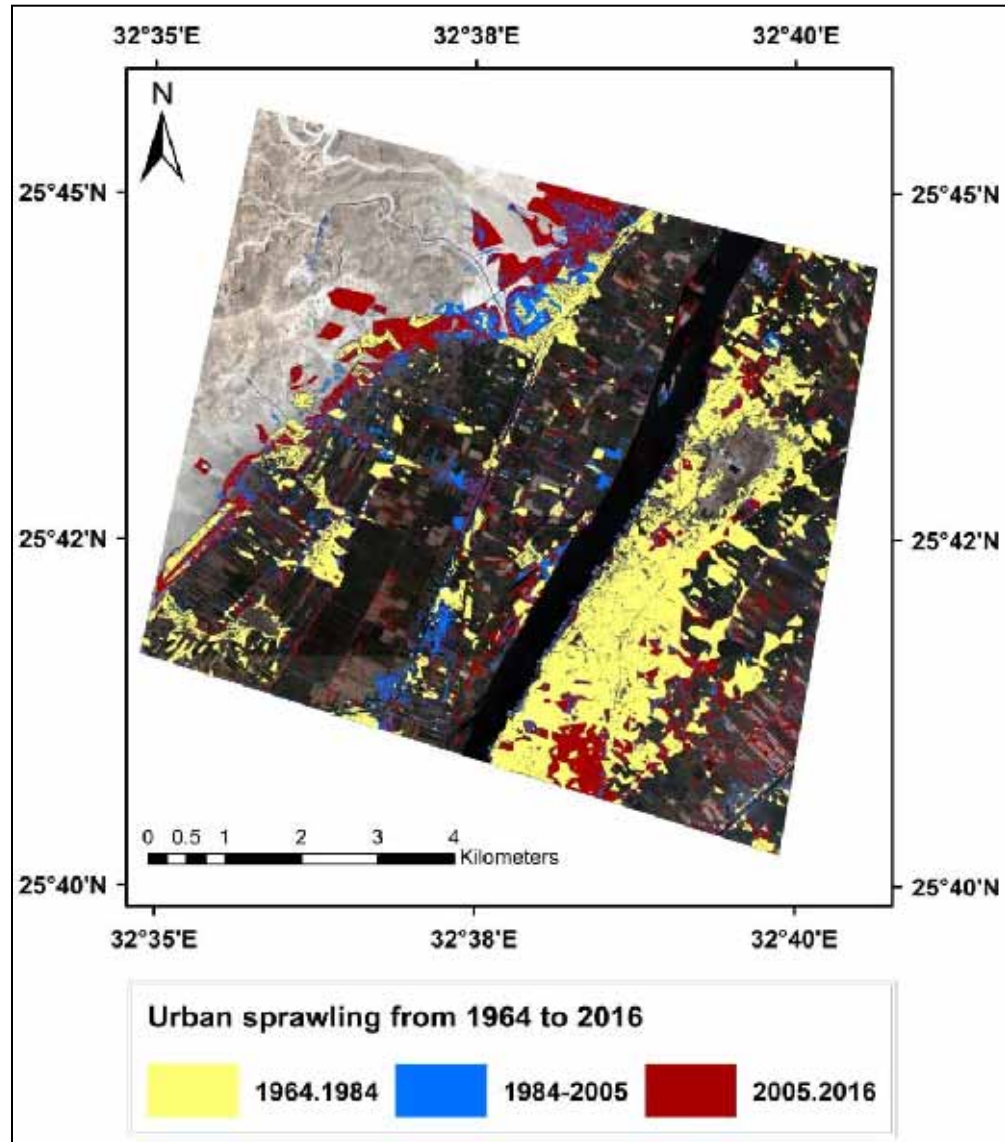 32°35'E 32°38'E 32°40'E
N
25°45'N 25°45'N
25°42'N 25°42'N
0 0.5 1 2 3 4
Kilometers
25°40'N 25°40'N
32°35'E 32°38'E 32°40'E
Urban sprawling from 1964 to 2016
1964.1984 1984-2005 2005.2016